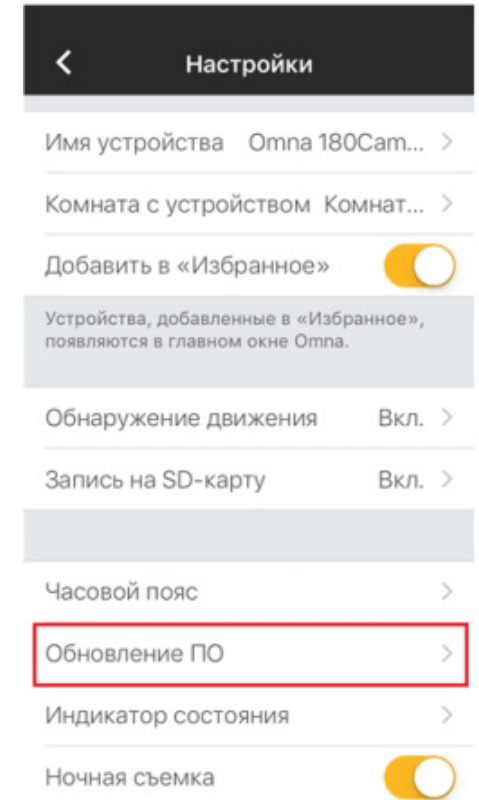 Настройки
Имя устройства Omna 180Cam...
Комната с устройством Комнат...
Добавить в «Избранное»
Устройства, добавленные в «Избранное»,
появляются в главном окне Omna.
Обнаружение движения Вкл.
Запись на SD-карту Вкл.
Часовой пояс
Обновление ПО
Индикатор состояния
Ночная съемка